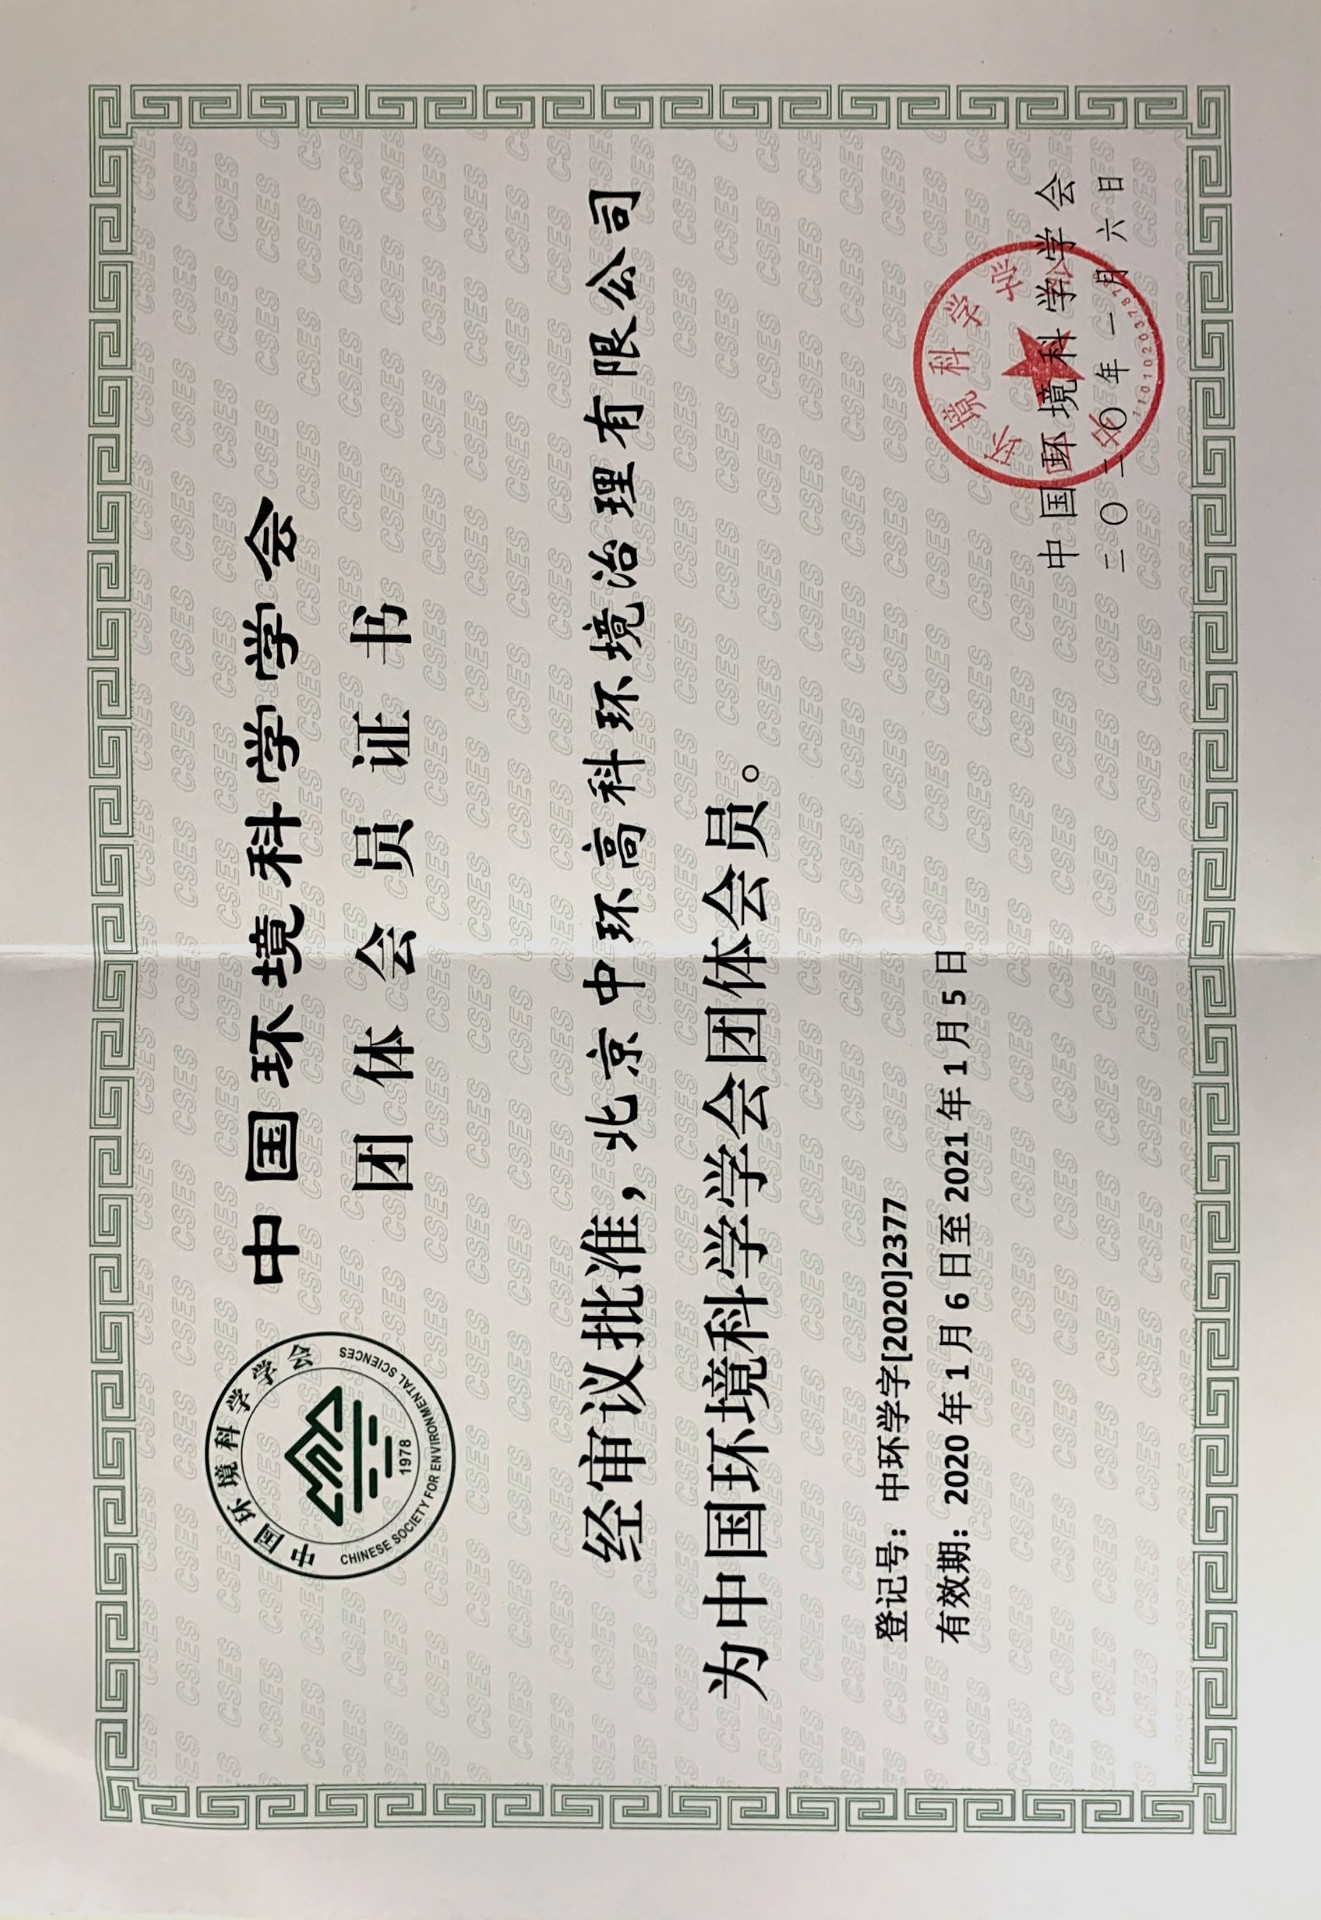 中国环境科学学会
CHINESE SOCIETY FOR ENVIRONMENTAL SCIENCES
1978
中国环境科学学会
团体会员证书
经审议批准，北京中环高科环境治理有限公司
为中国环境科学学会团体会员。
登记号：中环学字[2020]2377
有效期：2020年1月6日至2021年1月5日
中国环境科学学会
二〇二〇年一月六日